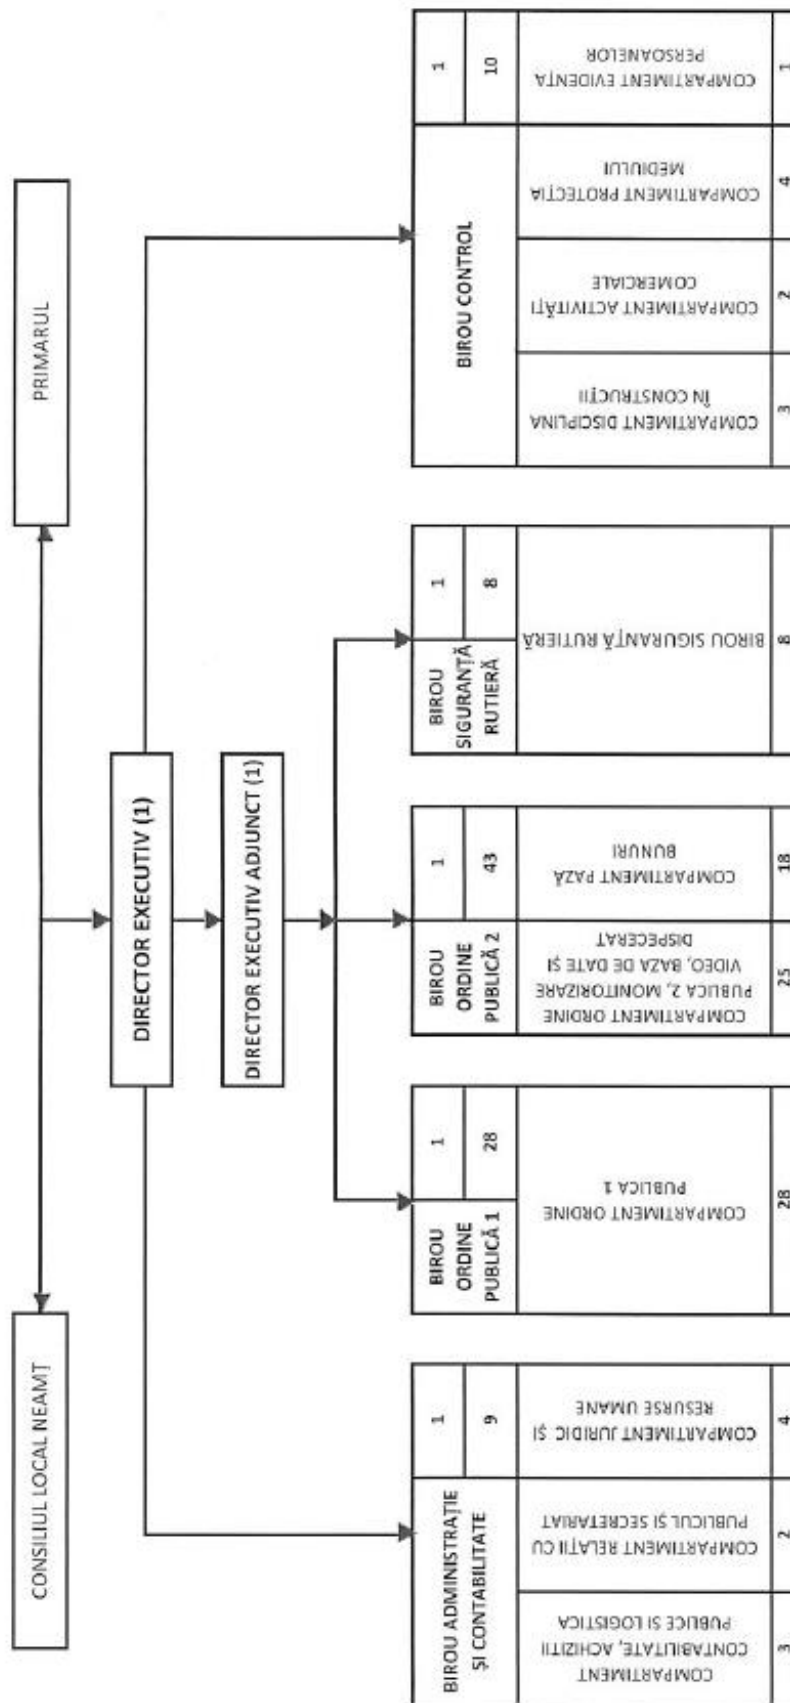 CONSILIUL LOCAL NEAMȚ
PRIMARUL
DIRECTOR EXECUTIV (1)
DIRECTOR EXECUTIV ADJUNCT (1)
BIROU ADMINISTRAȚIE
ȘI CONTABILITATE
1
9
COMPARTIMENT
CONTABILITATE, ACHIZITII
PUBLICE SI LOGISTICA
3
COMPARTIMENT RELAȚII CU
PUBLICUL ȘI SECRETARIAT
2
COMPARTIMENT JURIDIC ȘI
RESURSE UMANE
4
BIROU
ORDINE
PUBLICĂ 1
1
28
COMPARTIMENT ORDINE
PUBLICA 1
28
BIROU
ORDINE
PUBLICĂ 2
1
43
COMPARTIMENT ORDINE
PUBLICA 2, MONITORIZARE
VIDEO, BAZA DE DATE ȘI
DISPECERAT
25
COMPARTIMENT PAZĂ
BUNURI
18
BIROU
SIGURANȚĂ
RUTIERĂ
1
8
BIROU SIGURANȚĂ RUTIERĂ
8
BIROU CONTROL
1
10
COMPARTIMENT DISCIPLINA
ÎN CONSTRUCȚII
3
COMPARTIMENT ACTIVITĂȚI
COMERCIALE
2
COMPARTIMENT PROTECȚIA
MEDIULUI
4
COMPARTIMENT EVIDENȚA
PERSOANELOR
1